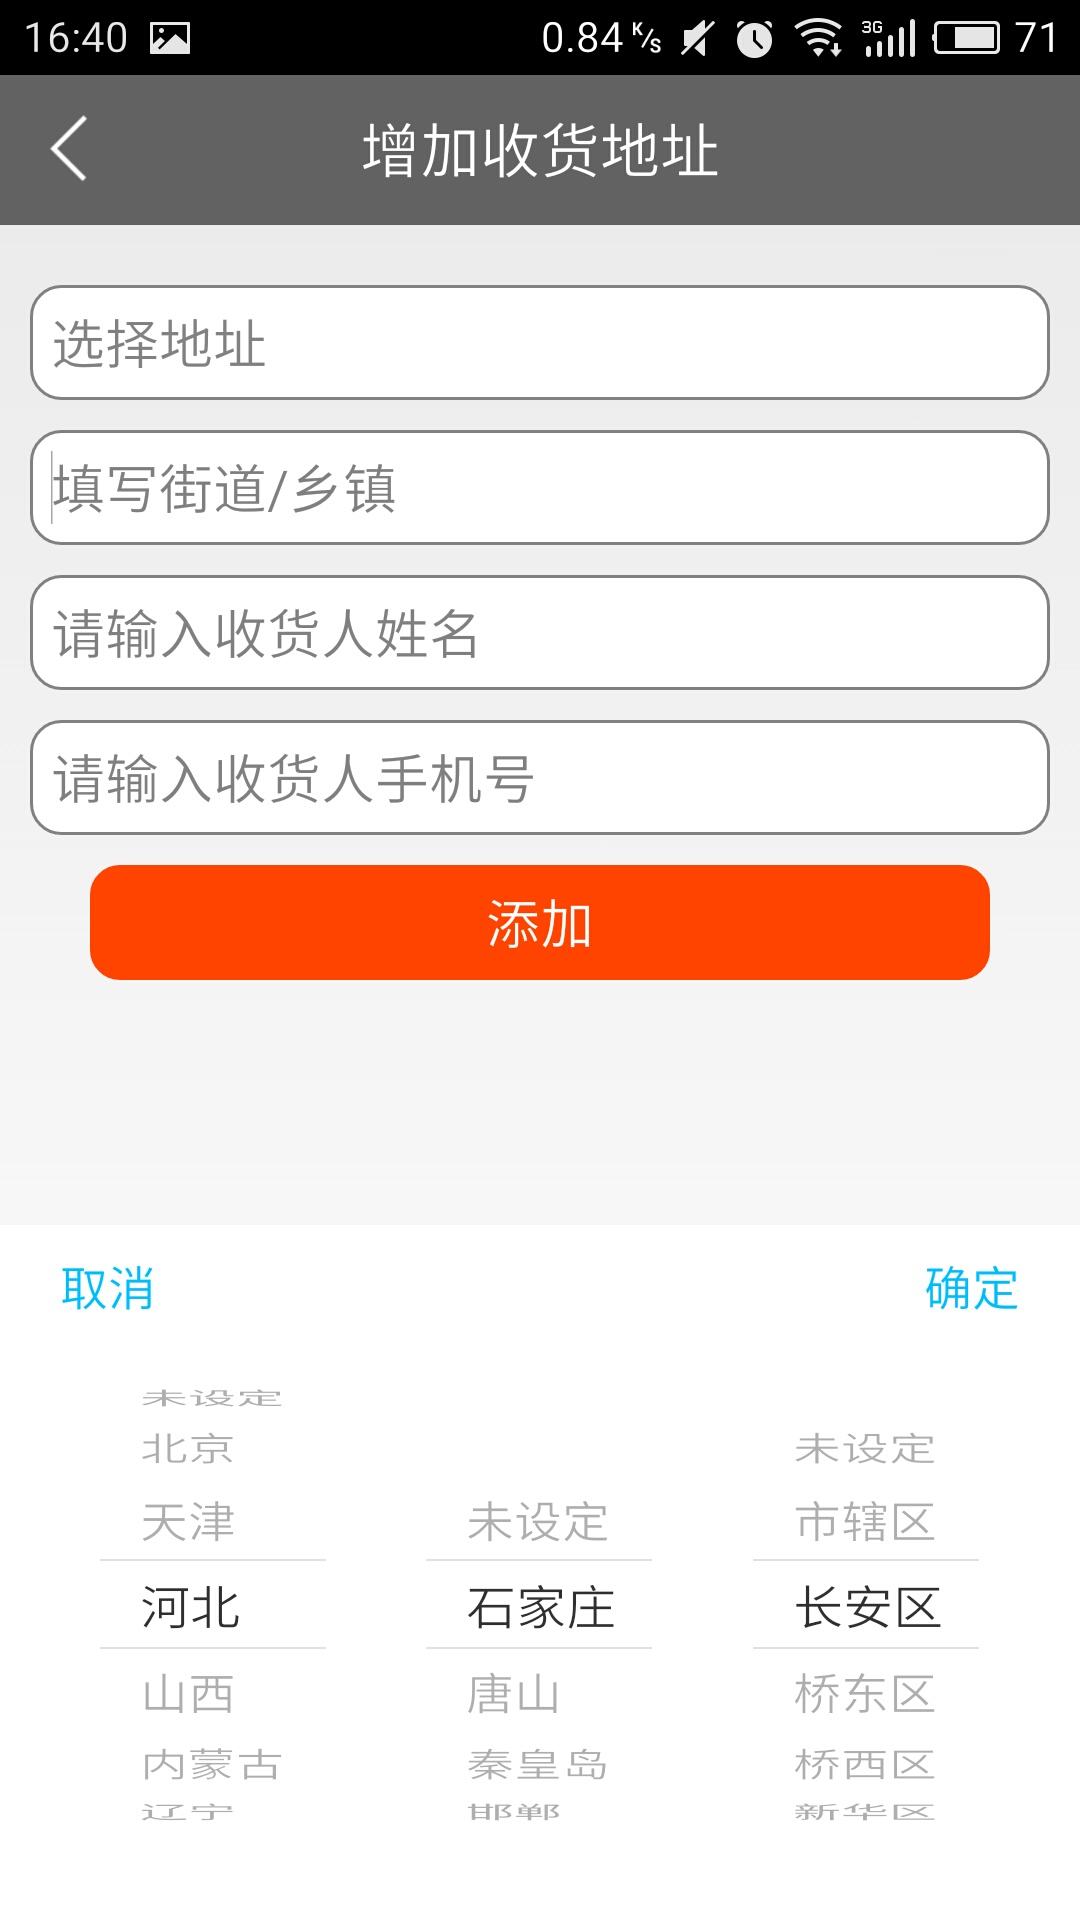 16:40 0.84 K/s 3G 71
增加收货地址
选择地址
填写街道/乡镇
请输入收货人姓名
请输入收货人手机号
添加
取消 确定
未设定
北京 未设定
天津 未设定 市辖区
河北 石家庄 长安区
山西 唐山 桥东区
内蒙古 秦皇岛 桥西区
辽宁 邯郸 新华区